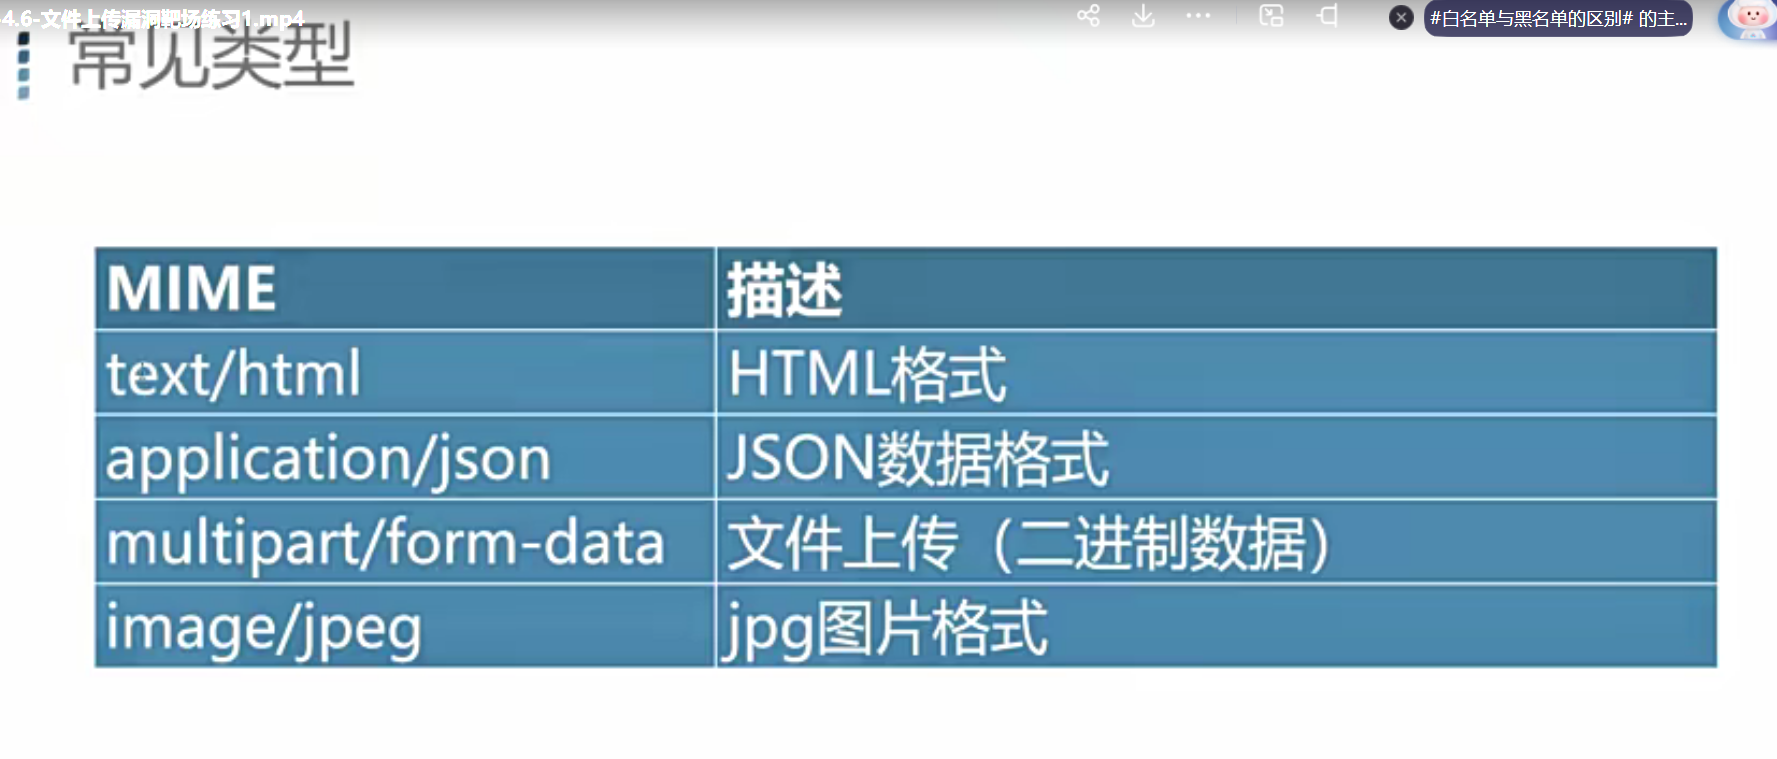 4.6-文件上传漏洞靶场练习1.mp4
#白名单与黑名单的区别# 的主...
常见类型
MIME 描述
text/html HTML格式
application/json JSON数据格式
multipart/form-data 文件上传（二进制数据）
image/jpeg jpg图片格式